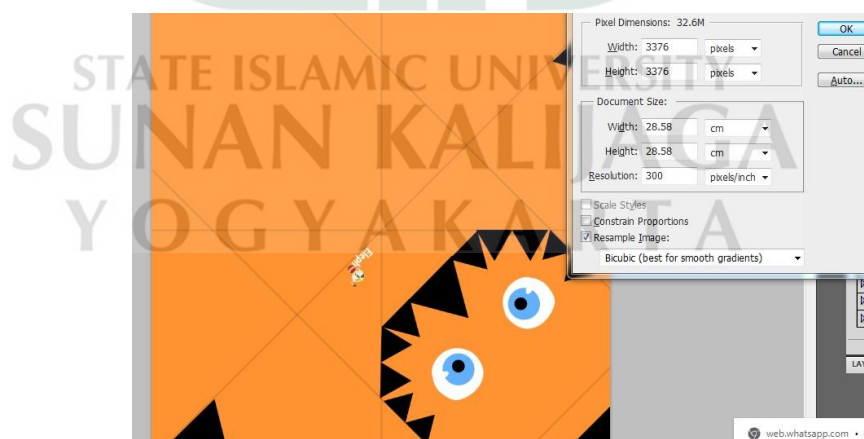 Pixel Dimensions: 32.6M
Width: 3376 pixels
Height: 3376 pixels
Document Size:
Width: 28.58 cm
Height: 28.58 cm
Resolution: 300 pixels/inch
Scale Styles
Constrain Proportions
Resample Image:
Bicubic (best for smooth gradients)
OK
Cancel
Auto...
STATE ISLAMIC UNIVERSITY
SUNAN KALIJAGA
YOGYAKARTA
web.whatsapp.com